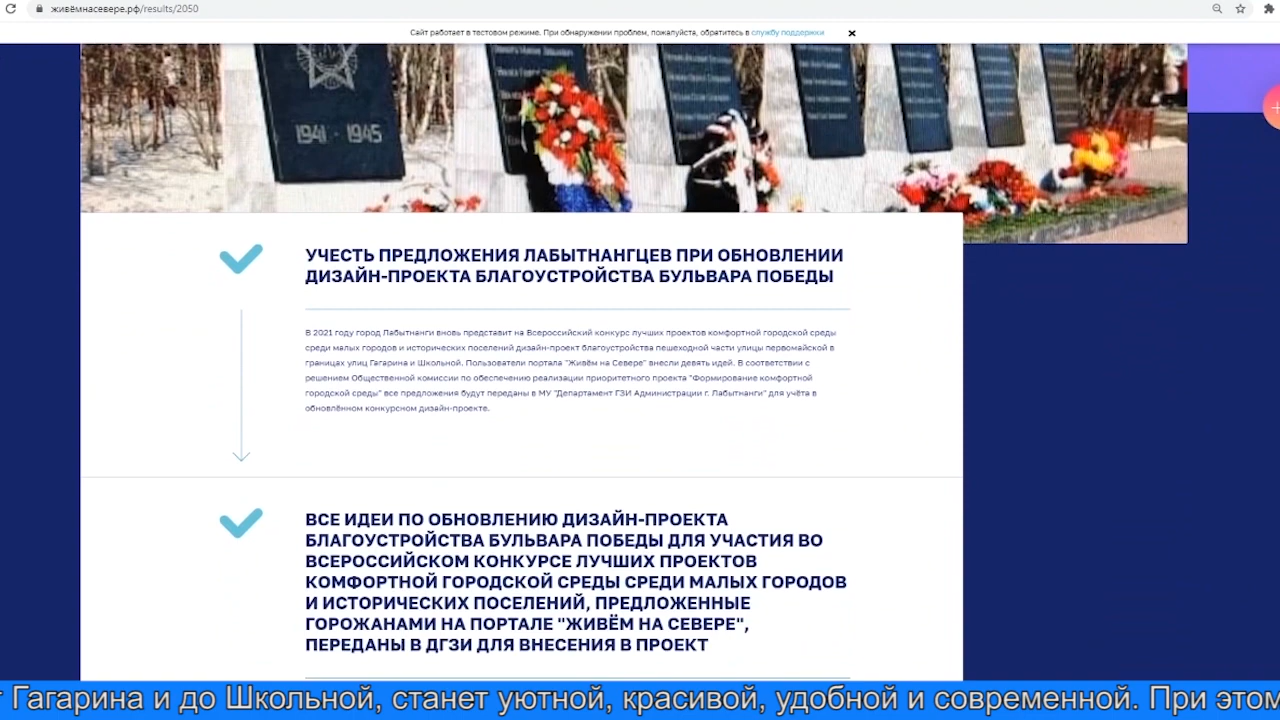 живёмнасевере.рф/results/2050
Сайт работает в тестовом режиме. При обнаружении проблем, пожалуйста, обратитесь в службу поддержки
1941 - 1945
УЧЕСТЬ ПРЕДЛОЖЕНИЯ ЛАБЫТНАНГЦЕВ ПРИ ОБНОВЛЕНИИ
ДИЗАЙН-ПРОЕКТА БЛАГОУСТРОЙСТВА БУЛЬВАРА ПОБЕДЫ
В 2021 году город Лабытнанги вновь представит на Всероссийский конкурс лучших проектов комфортной городской среды
среди малых городов и исторических поселений дизайн-проект благоустройства пешеходной части улицы первомайской в
границах улиц Гагарина и Школьной. Пользователи портала "Живём на Севере" внесли девять идей. В соответствии с
решением Общественной комиссии по обеспечению реализации приоритетного проекта "Формирование комфортной
городской среды" все предложения будут переданы в МУ "Департамент ГЗИ Администрации г. Лабытнанги" для учёта в
обновлённом конкурсном дизайн-проекте.
ВСЕ ИДЕИ ПО ОБНОВЛЕНИЮ ДИЗАЙН-ПРОЕКТА
БЛАГОУСТРОЙСТВА БУЛЬВАРА ПОБЕДЫ ДЛЯ УЧАСТИЯ ВО
ВСЕРОССИЙСКОМ КОНКУРСЕ ЛУЧШИХ ПРОЕКТОВ
КОМФОРТНОЙ ГОРОДСКОЙ СРЕДЫ СРЕДИ МАЛЫХ ГОРОДОВ
И ИСТОРИЧЕСКИХ ПОСЕЛЕНИЙ, ПРЕДЛОЖЕННЫЕ
ГОРОЖАНАМИ НА ПОРТАЛЕ "ЖИВЁМ НА СЕВЕРЕ",
ПЕРЕДАНЫ В ДГЗИ ДЛЯ ВНЕСЕНИЯ В ПРОЕКТ
Гагарина и до Школьной, станет уютной, красивой, удобной и современной. При этом